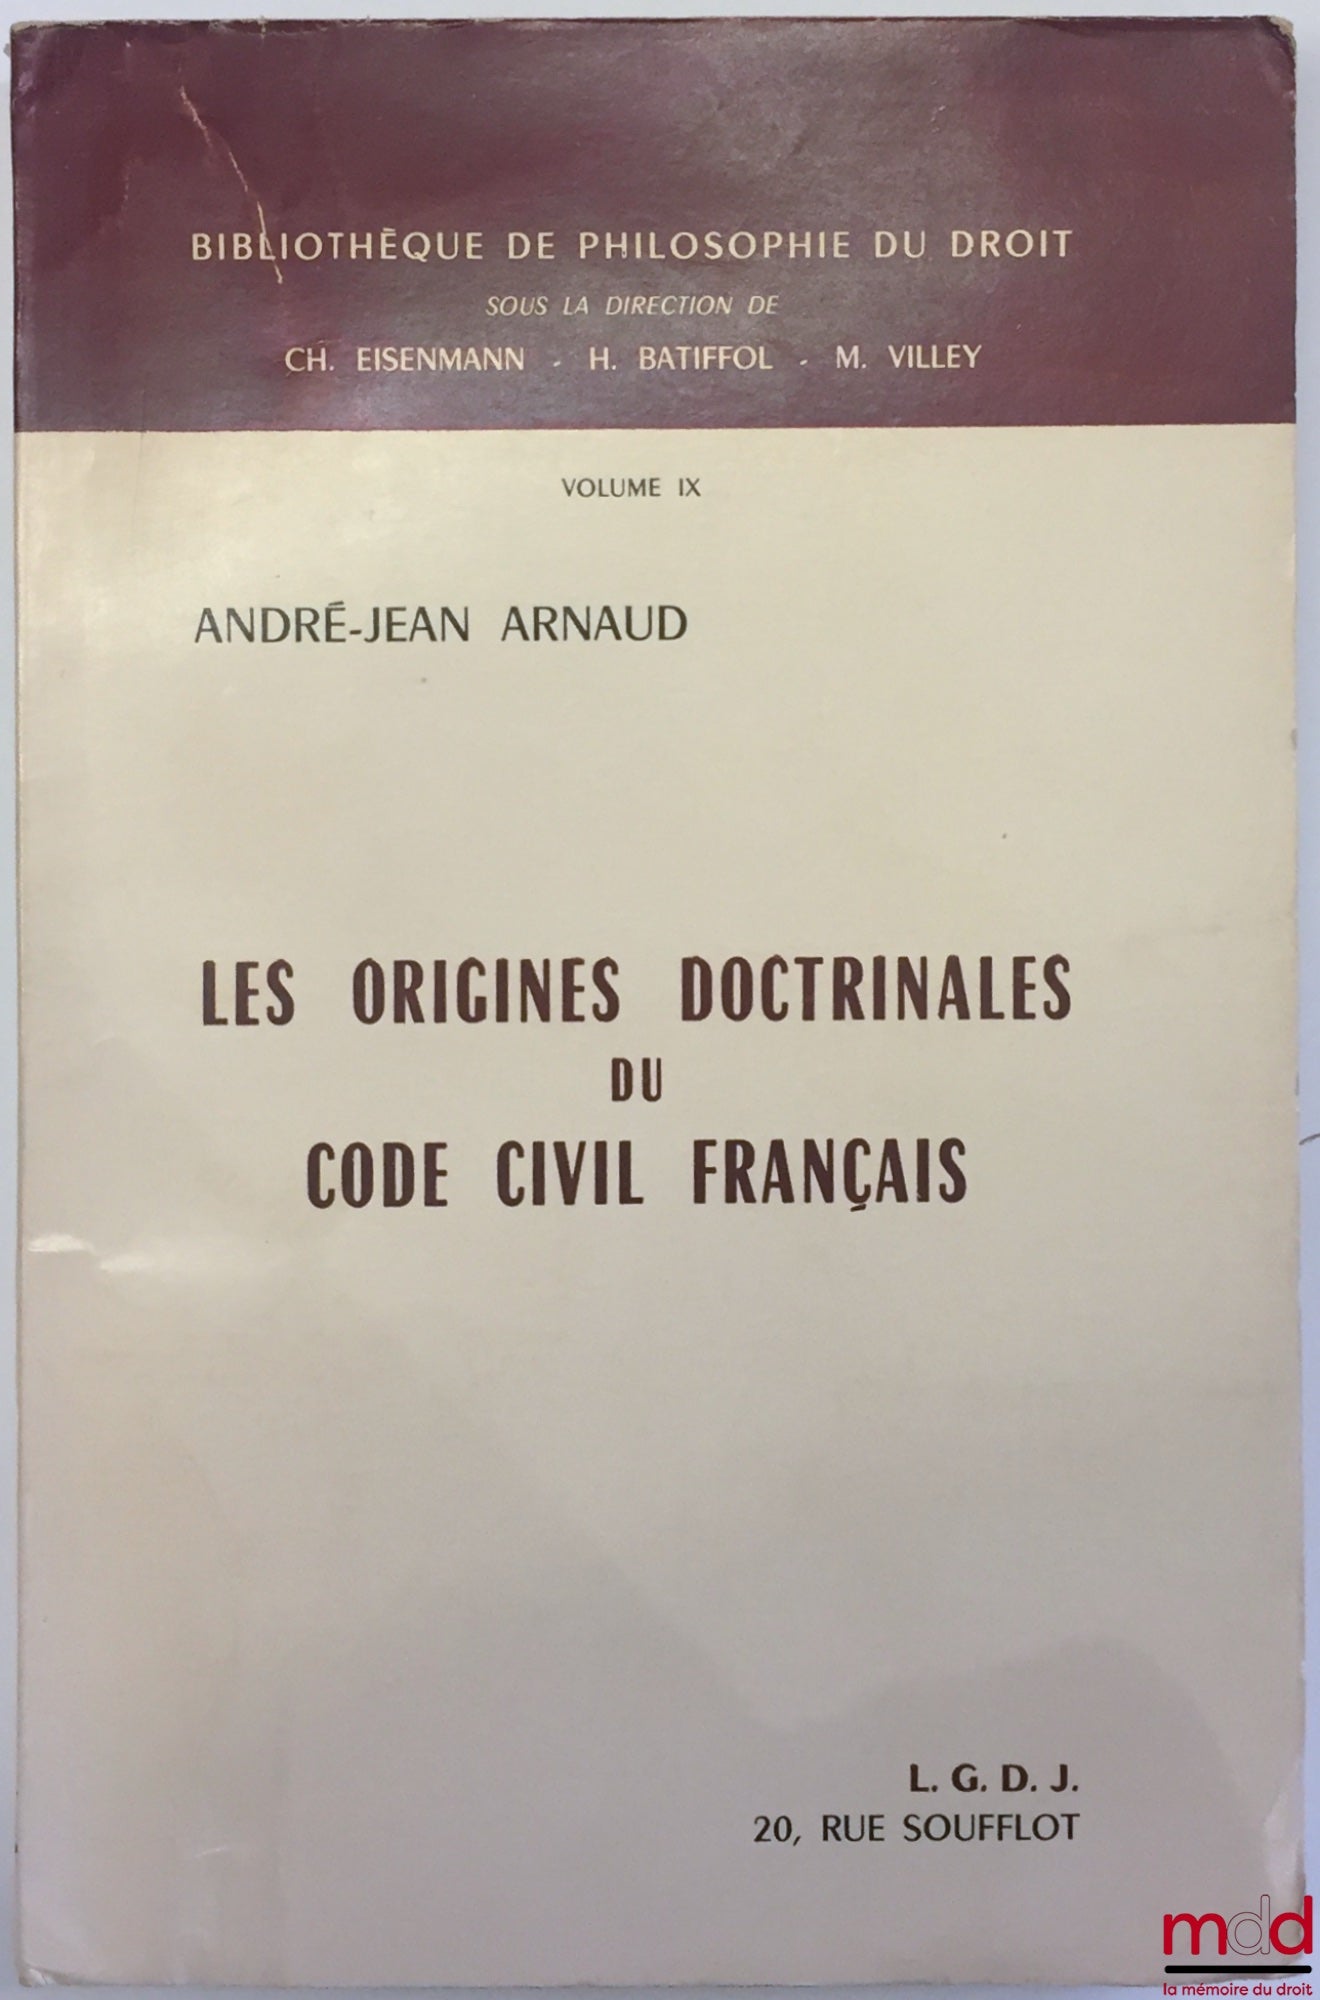 BIBLIOTHÈQUE DE PHILOSOPHIE DU DROIT
SOUS LA DIRECTION DE
CH. EISENMANN - H. BATIFFOL - M. VILLEY
VOLUME IX
ANDRÉ-JEAN ARNAUD
LES ORIGINES DOCTRINALES
DU
CODE CIVIL FRANÇAIS
L. G. D. J.
20, RUE SOUFFLOT
mdd
la mémoire du droit